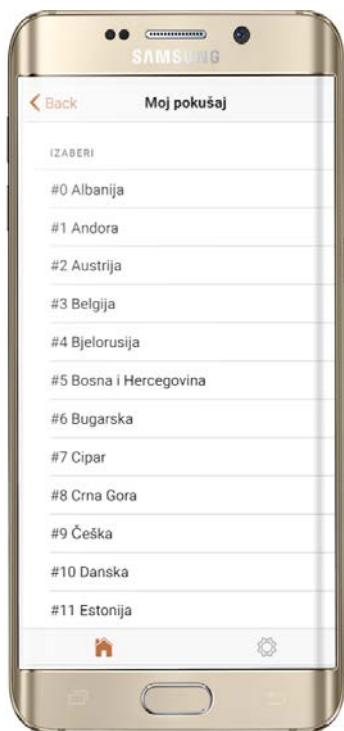 SAMSUNG
Back
Moj pokušaj
IZABERI
#0 Albanija
#1 Andora
#2 Austrija
#3 Belgija
#4 Bjelorusija
#5 Bosna i Hercegovina
#6 Bugarska
#7 Cipar
#8 Crna Gora
#9 Češka
#10 Danska
#11 Estonija